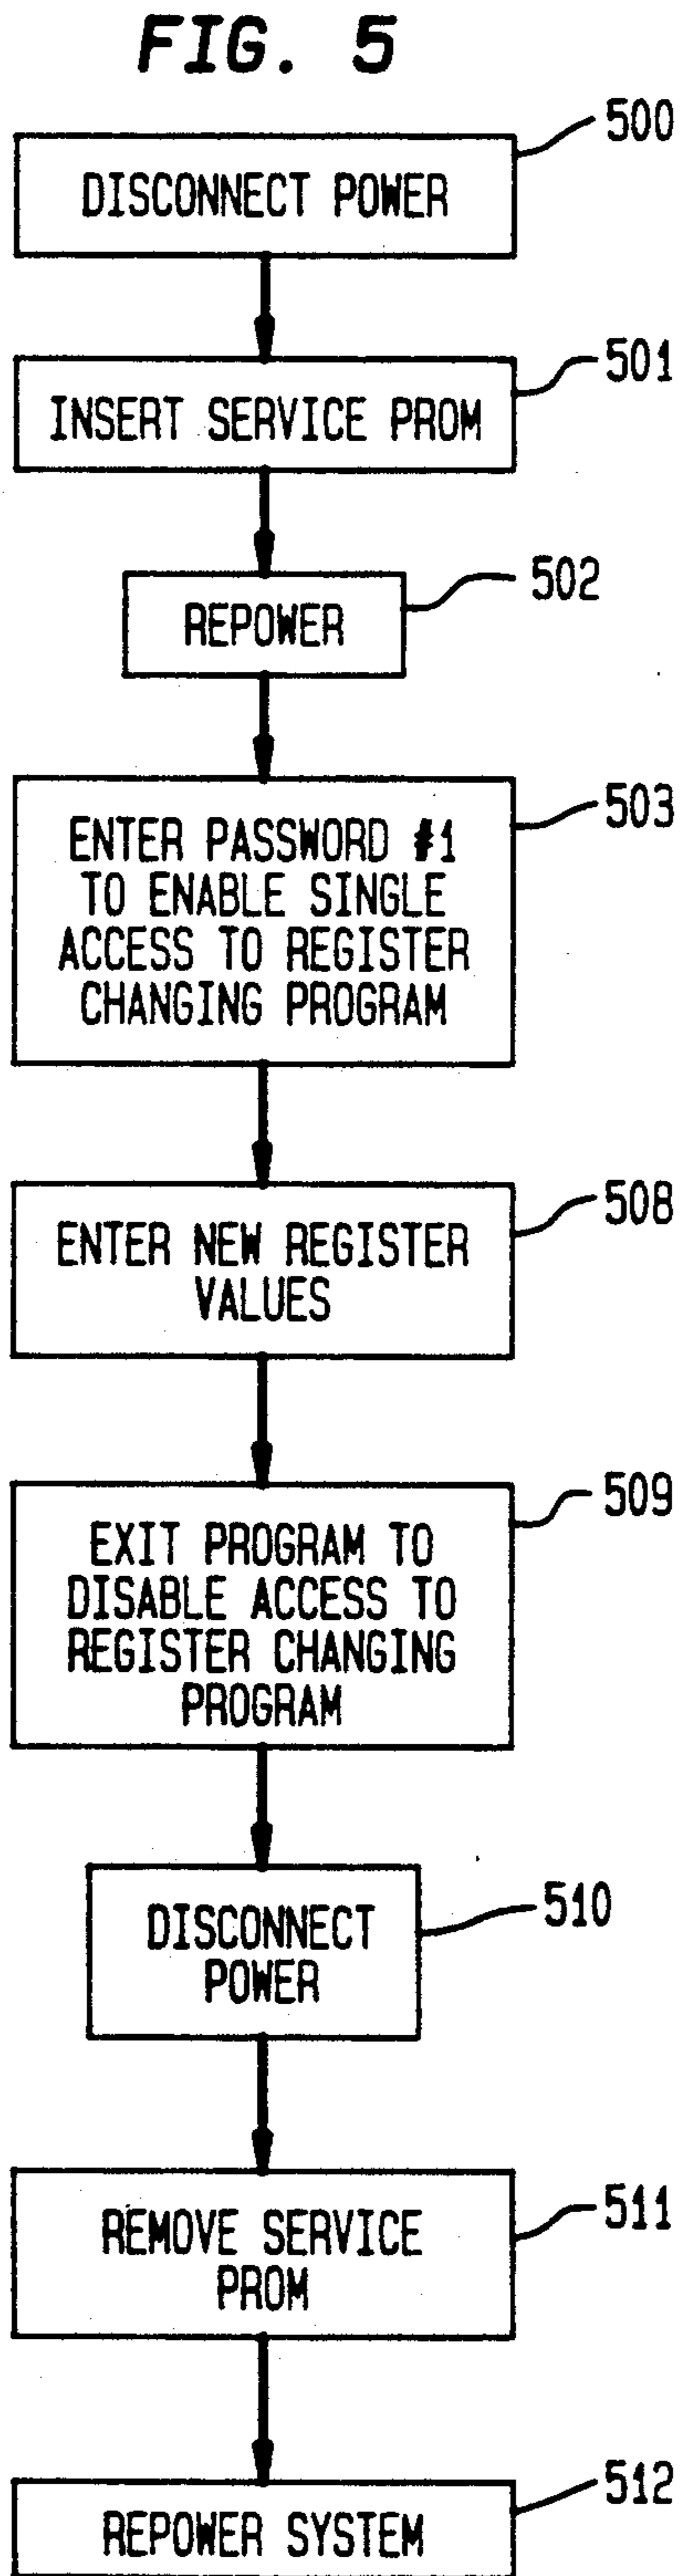 FIG. 5
500
DISCONNECT POWER
501
INSERT SERVICE PROM
502
REPOWER
503
ENTER PASSWORD #1
TO ENABLE SINGLE
ACCESS TO REGISTER
CHANGING PROGRAM
508
ENTER NEW REGISTER
VALUES
509
EXIT PROGRAM TO
DISABLE ACCESS TO
REGISTER CHANGING
PROGRAM
510
DISCONNECT
POWER
511
REMOVE SERVICE
PROM
512
REPOWER SYSTEM